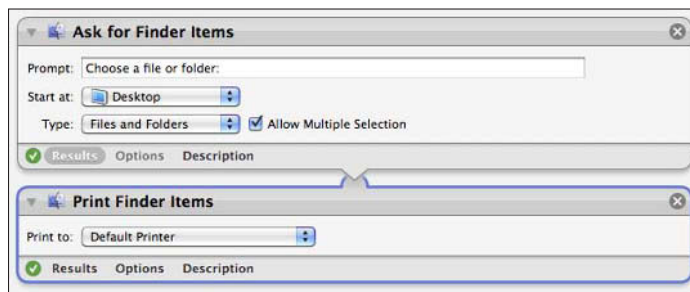 Ask for Finder Items
Prompt: Choose a file or folder:
Start at: Desktop
Type: Files and Folders Allow Multiple Selection
Results Options Description
Print Finder Items
Print to: Default Printer
Results Options Description